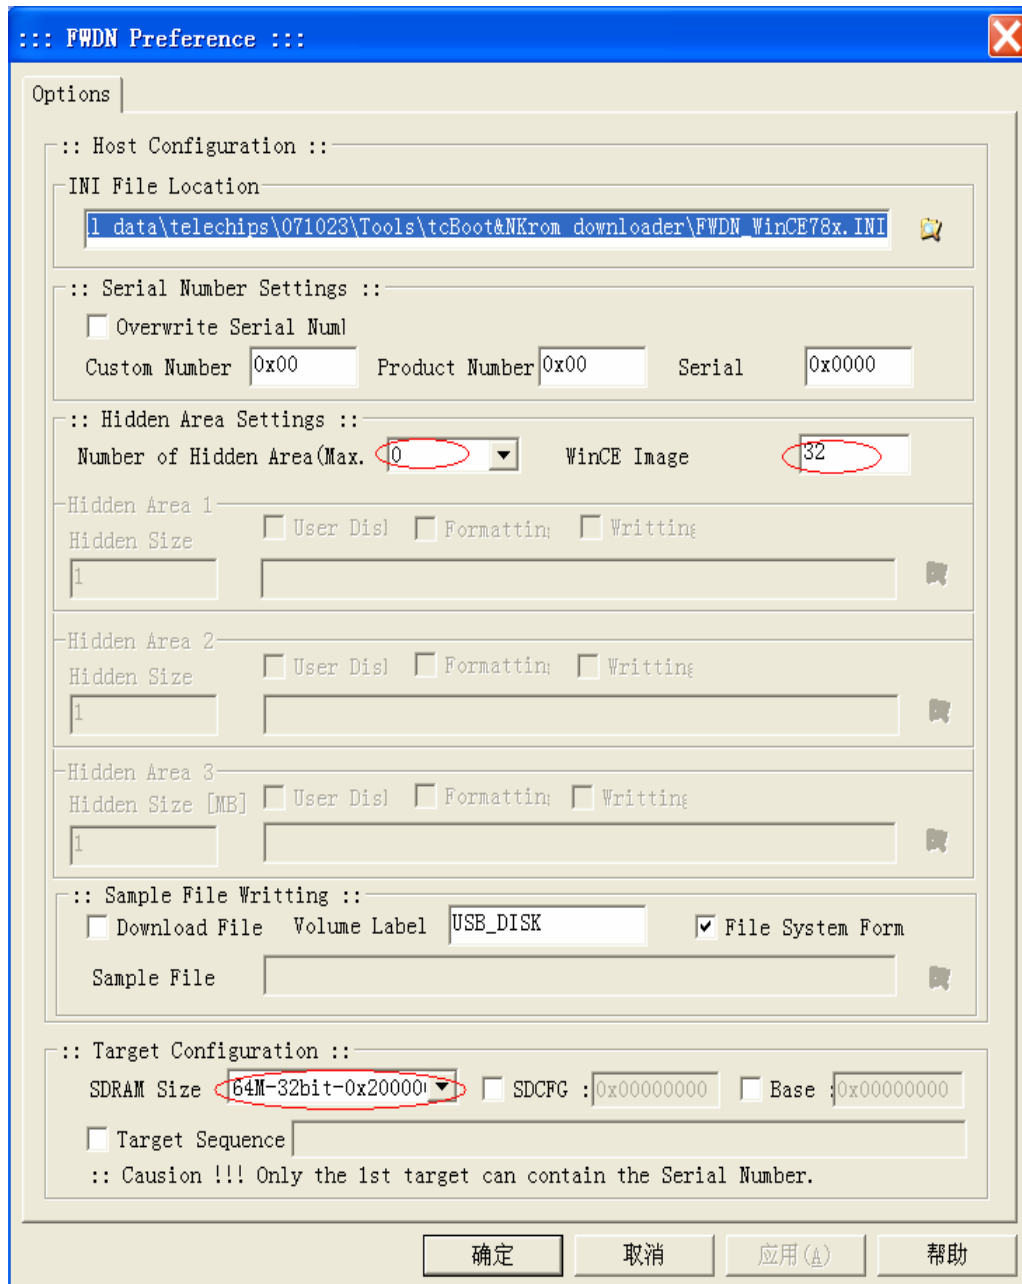 ::: FWDN Preference :::
Options
:: Host Configuration ::
INI File Location
l data\telechips\071023\Tools\tcBoot&NKrom downloader\FWDN_WinCE78x.INI
:: Serial Number Settings ::
Overwrite Serial Num
Custom Number 0x00 Product Number 0x00 Serial 0x0000
:: Hidden Area Settings ::
Number of Hidden Area(Max. 0 WinCE Image 32
Hidden Area 1
User Dis Formattin Writting
Hidden Size
1
Hidden Area 2
User Dis Formattin Writting
Hidden Size
1
Hidden Area 3
Hidden Size [MB] User Dis Formattin Writting
1
:: Sample File Writting ::
Download File Volume Label USB_DISK File System Form
Sample File
:: Target Configuration ::
SDRAM Size 64M-32bit-0x20000 SDCFG : 0x00000000 Base : 0x00000000
Target Sequence
:: Causion !!! Only the 1st target can contain the Serial Number.
确定 取消 应用(A) 帮助